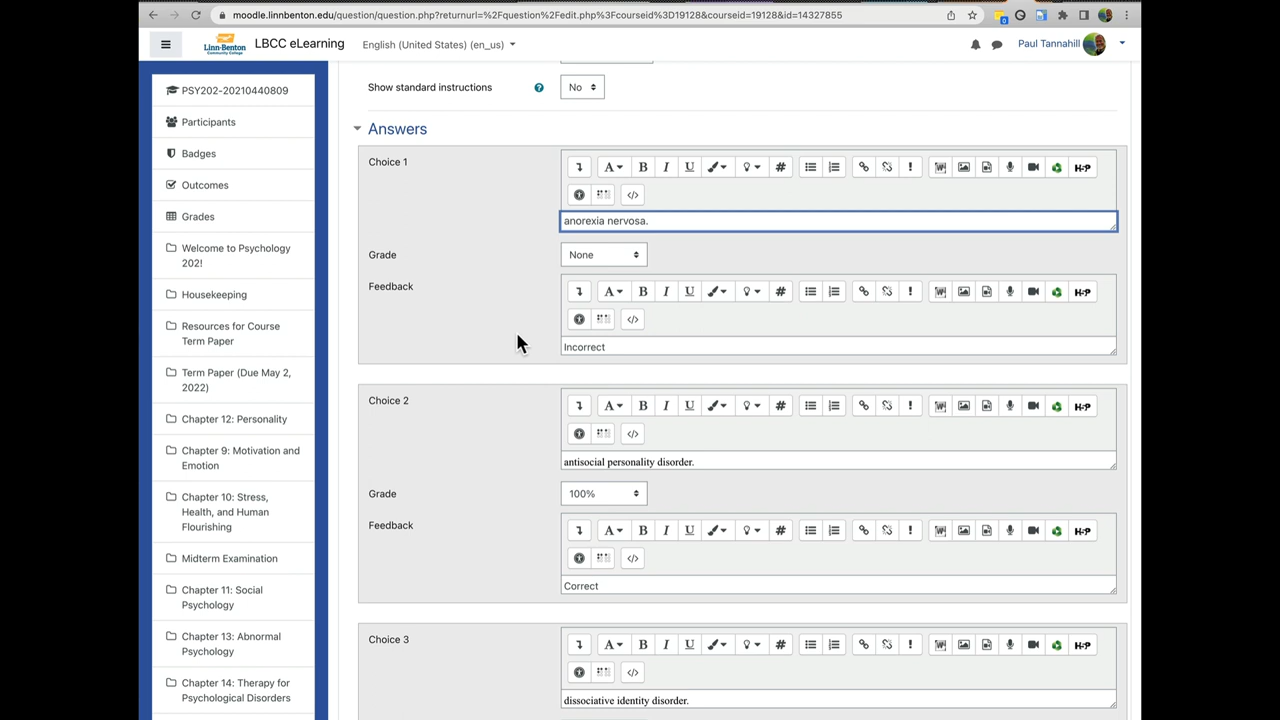 moodle.linnbenton.edu/question/question.php?returnurl=%2Fquestion%2Fedit.php%3Fcourseid%3D19128&courseid=19128&id=14327855
Linn-Benton
Community College
LBCC eLearning
English (United States) (en_us)
Paul Tannahill
PSY202-20210440809
Participants
Badges
Outcomes
Grades
Welcome to Psychology
202!
Housekeeping
Resources for Course
Term Paper
Term Paper (Due May 2,
2022)
Chapter 12: Personality
Chapter 9: Motivation and
Emotion
Chapter 10: Stress,
Health, and Human
Flourishing
Midterm Examination
Chapter 11: Social
Psychology
Chapter 13: Abnormal
Psychology
Chapter 14: Therapy for
Psychological Disorders
Show standard instructions
No
Answers
Choice 1
A B I U # ! H-P
</>
anorexia nervosa.
Grade
None
Feedback
A B I U # ! H-P
</>
Incorrect
Choice 2
A B I U # ! H-P
</>
antisocial personality disorder.
Grade
100%
Feedback
A B I U # ! H-P
</>
Correct
Choice 3
A B I U # ! H-P
</>
dissociative identity disorder.